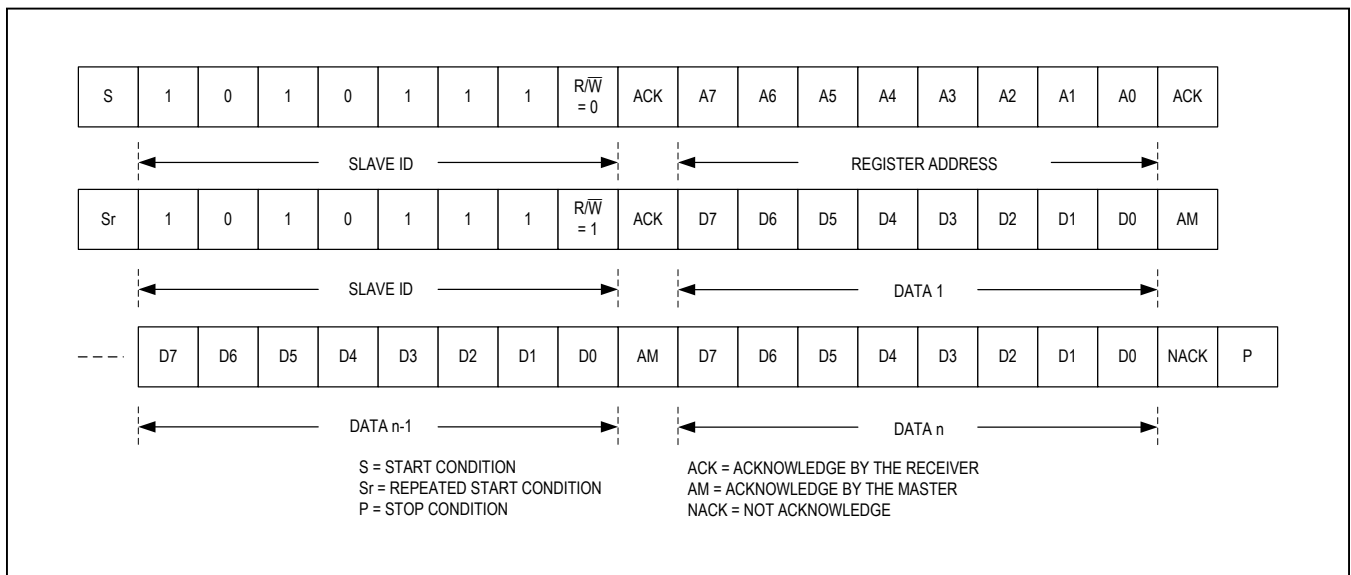 S 1 0 1 0 1 1 1 R/W̅ = 0 ACK A7 A6 A5 A4 A3 A2 A1 A0 ACK
SLAVE ID REGISTER ADDRESS
Sr 1 0 1 0 1 1 1 R/W̅ = 1 ACK D7 D6 D5 D4 D3 D2 D1 D0 AM
SLAVE ID DATA 1
D7 D6 D5 D4 D3 D2 D1 D0 AM D7 D6 D5 D4 D3 D2 D1 D0 NACK P
DATA n-1 DATA n
S = START CONDITION
Sr = REPEATED START CONDITION
P = STOP CONDITION
ACK = ACKNOWLEDGE BY THE RECEIVER
AM = ACKNOWLEDGE BY THE MASTER
NACK = NOT ACKNOWLEDGE